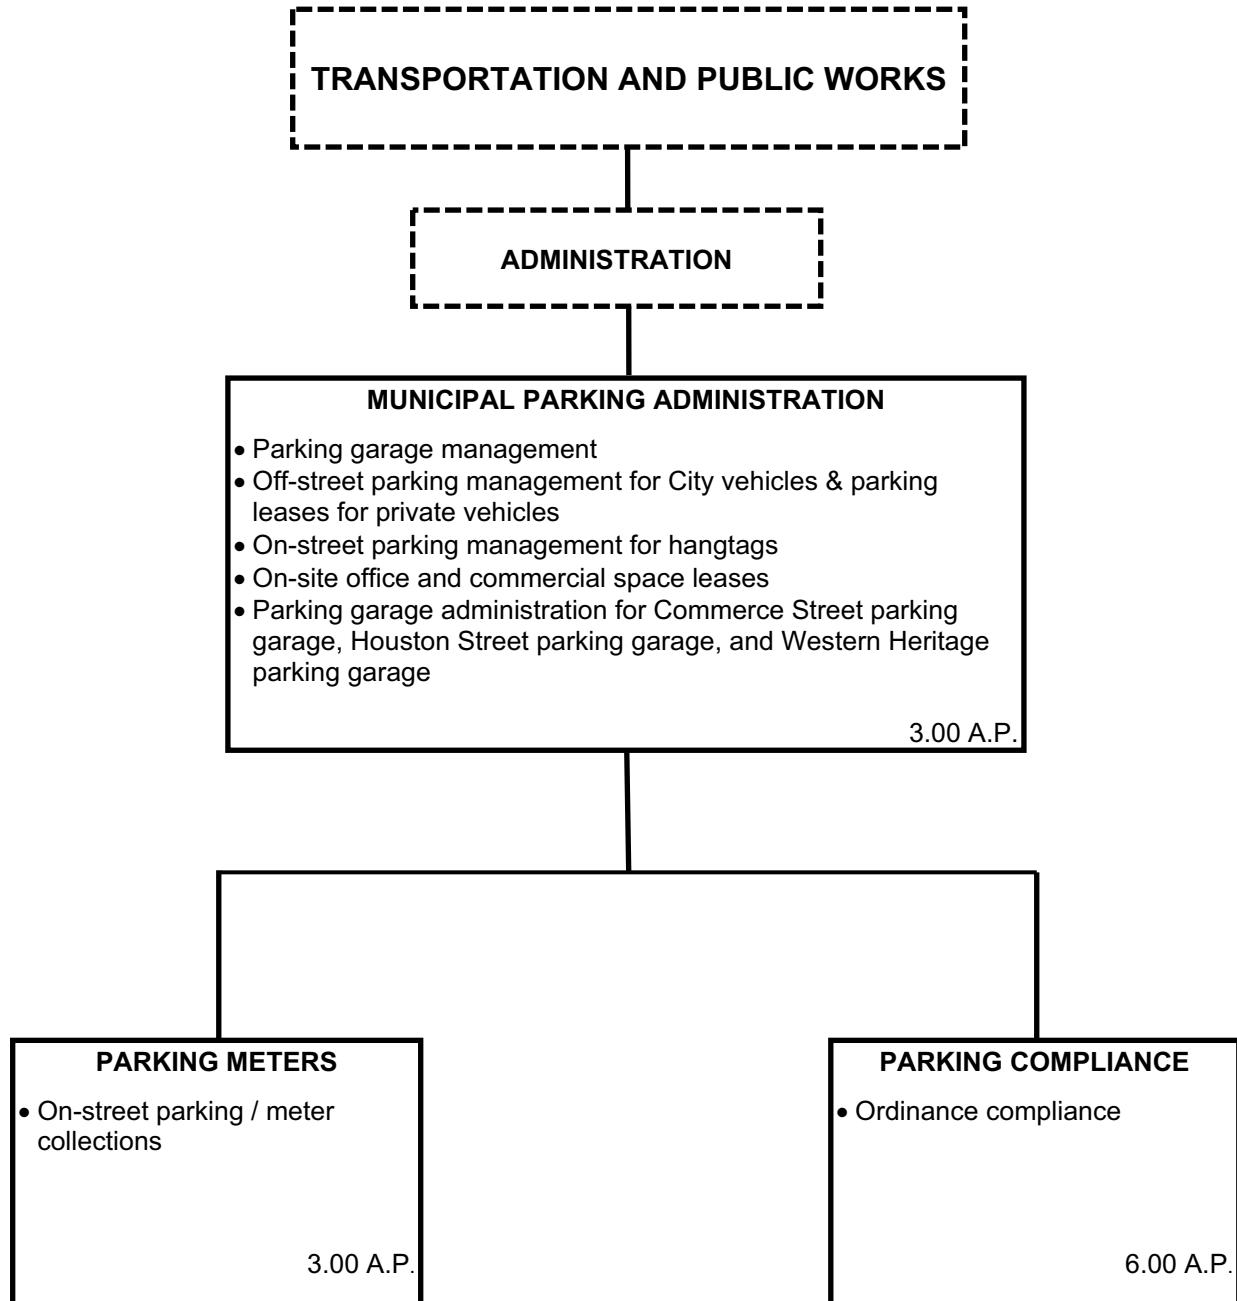 TRANSPORTATION AND PUBLIC WORKS
ADMINISTRATION
MUNICIPAL PARKING ADMINISTRATION
• Parking garage management
• Off-street parking management for City vehicles & parking
leases for private vehicles
• On-street parking management for hangtags
• On-site office and commercial space leases
• Parking garage administration for Commerce Street parking
garage, Houston Street parking garage, and Western Heritage
parking garage
3.00 A.P.
PARKING METERS
• On-street parking / meter
collections
3.00 A.P.
PARKING COMPLIANCE
• Ordinance compliance
6.00 A.P.